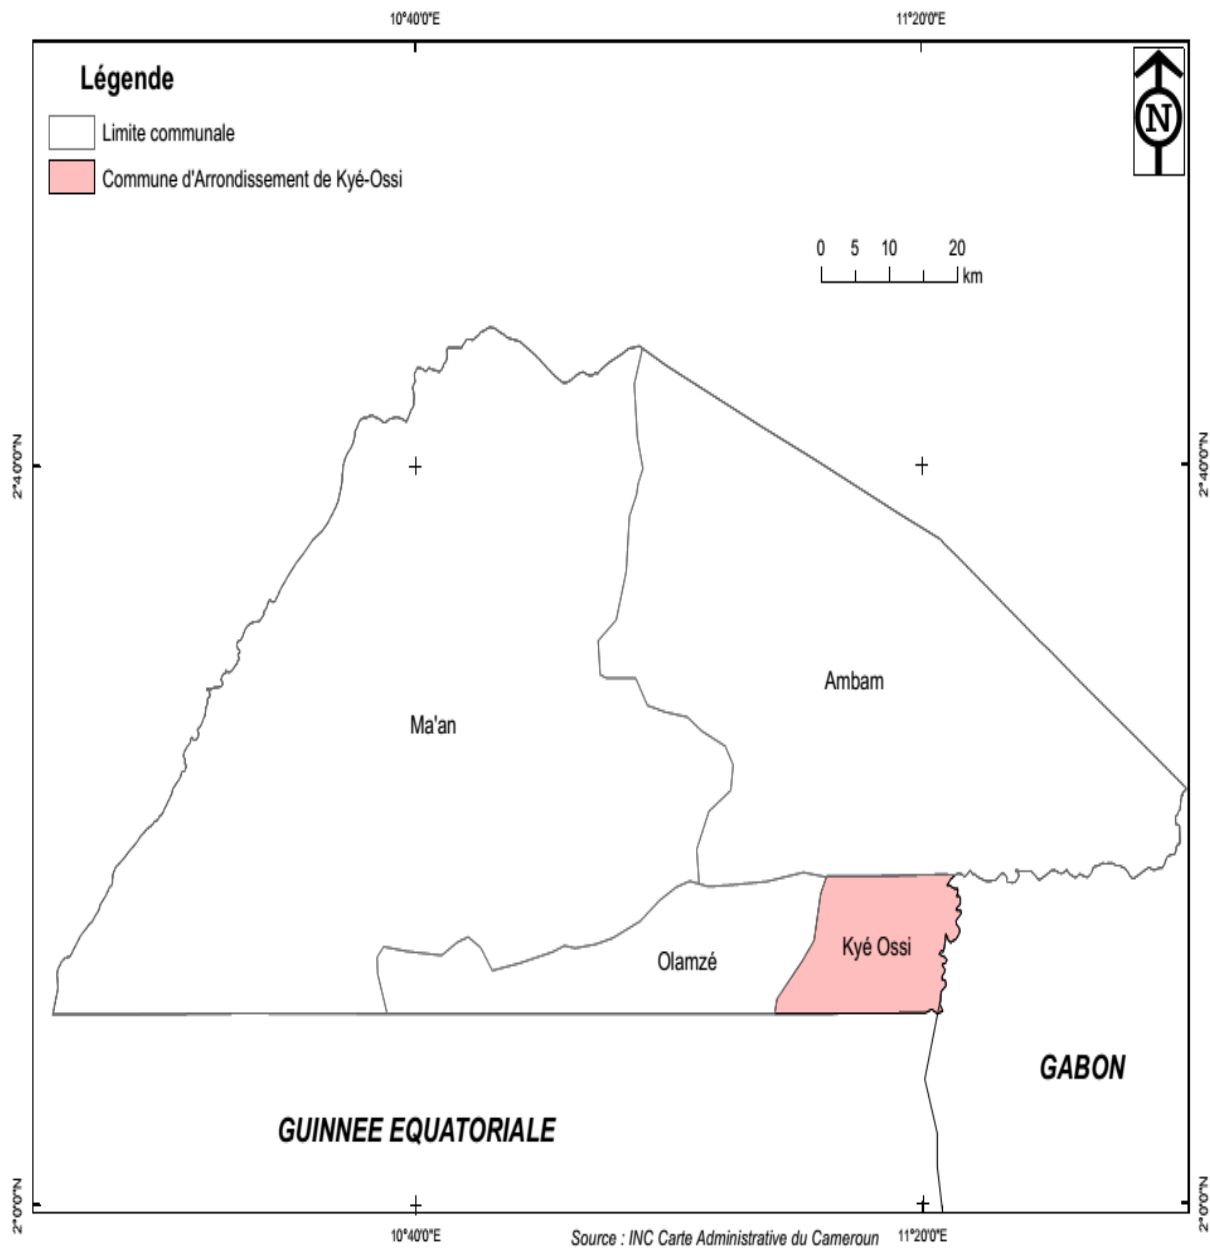 10°40'0"E
11°20'0"E
Légende
Limite communale
Commune d'Arrondissement de Kyé-Ossi
N
0 5 10 20
km
2°40'0"N
2°40'0"N
Ambam
Ma'an
Kyé Ossi
Olamzé
GABON
GUINNEE EQUATORIALE
2°0'0"N
2°0'0"N
10°40'0"E
11°20'0"E
Source : INC Carte Administrative du Cameroun